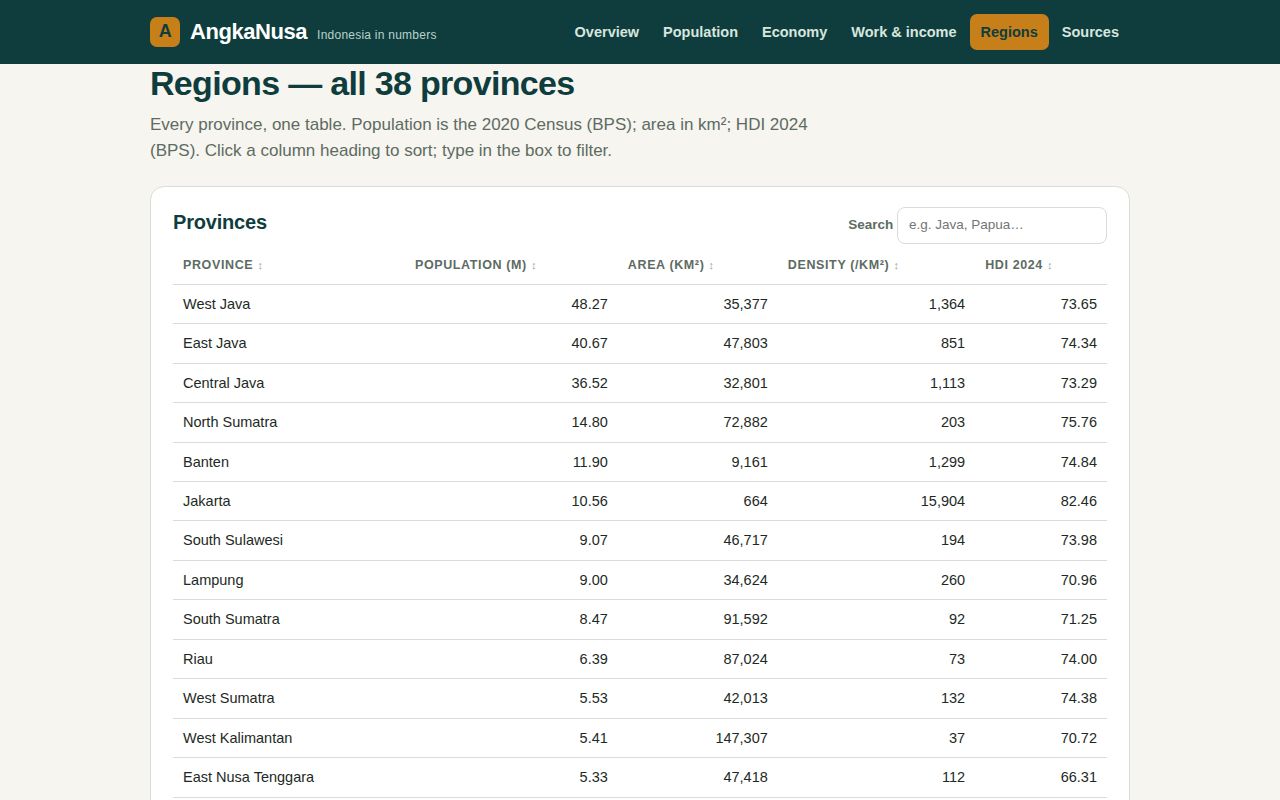 A AngkaNusa Indonesia in numbers Overview Population Economy Work & income Regions Sources
Regions — all 38 provinces
Every province, one table. Population is the 2020 Census (BPS); area in km²; HDI 2024
(BPS). Click a column heading to sort; type in the box to filter.
Provinces Search e.g. Java, Papua…
PROVINCE ↕ POPULATION (M) ↕ AREA (KM²) ↕ DENSITY (/KM²) ↕ HDI 2024 ↕
West Java 48.27 35,377 1,364 73.65
East Java 40.67 47,803 851 74.34
Central Java 36.52 32,801 1,113 73.29
North Sumatra 14.80 72,882 203 75.76
Banten 11.90 9,161 1,299 74.84
Jakarta 10.56 664 15,904 82.46
South Sulawesi 9.07 46,717 194 73.98
Lampung 9.00 34,624 260 70.96
South Sumatra 8.47 91,592 92 71.25
Riau 6.39 87,024 73 74.00
West Sumatra 5.53 42,013 132 74.38
West Kalimantan 5.41 147,307 37 70.72
East Nusa Tenggara 5.33 47,418 112 66.31